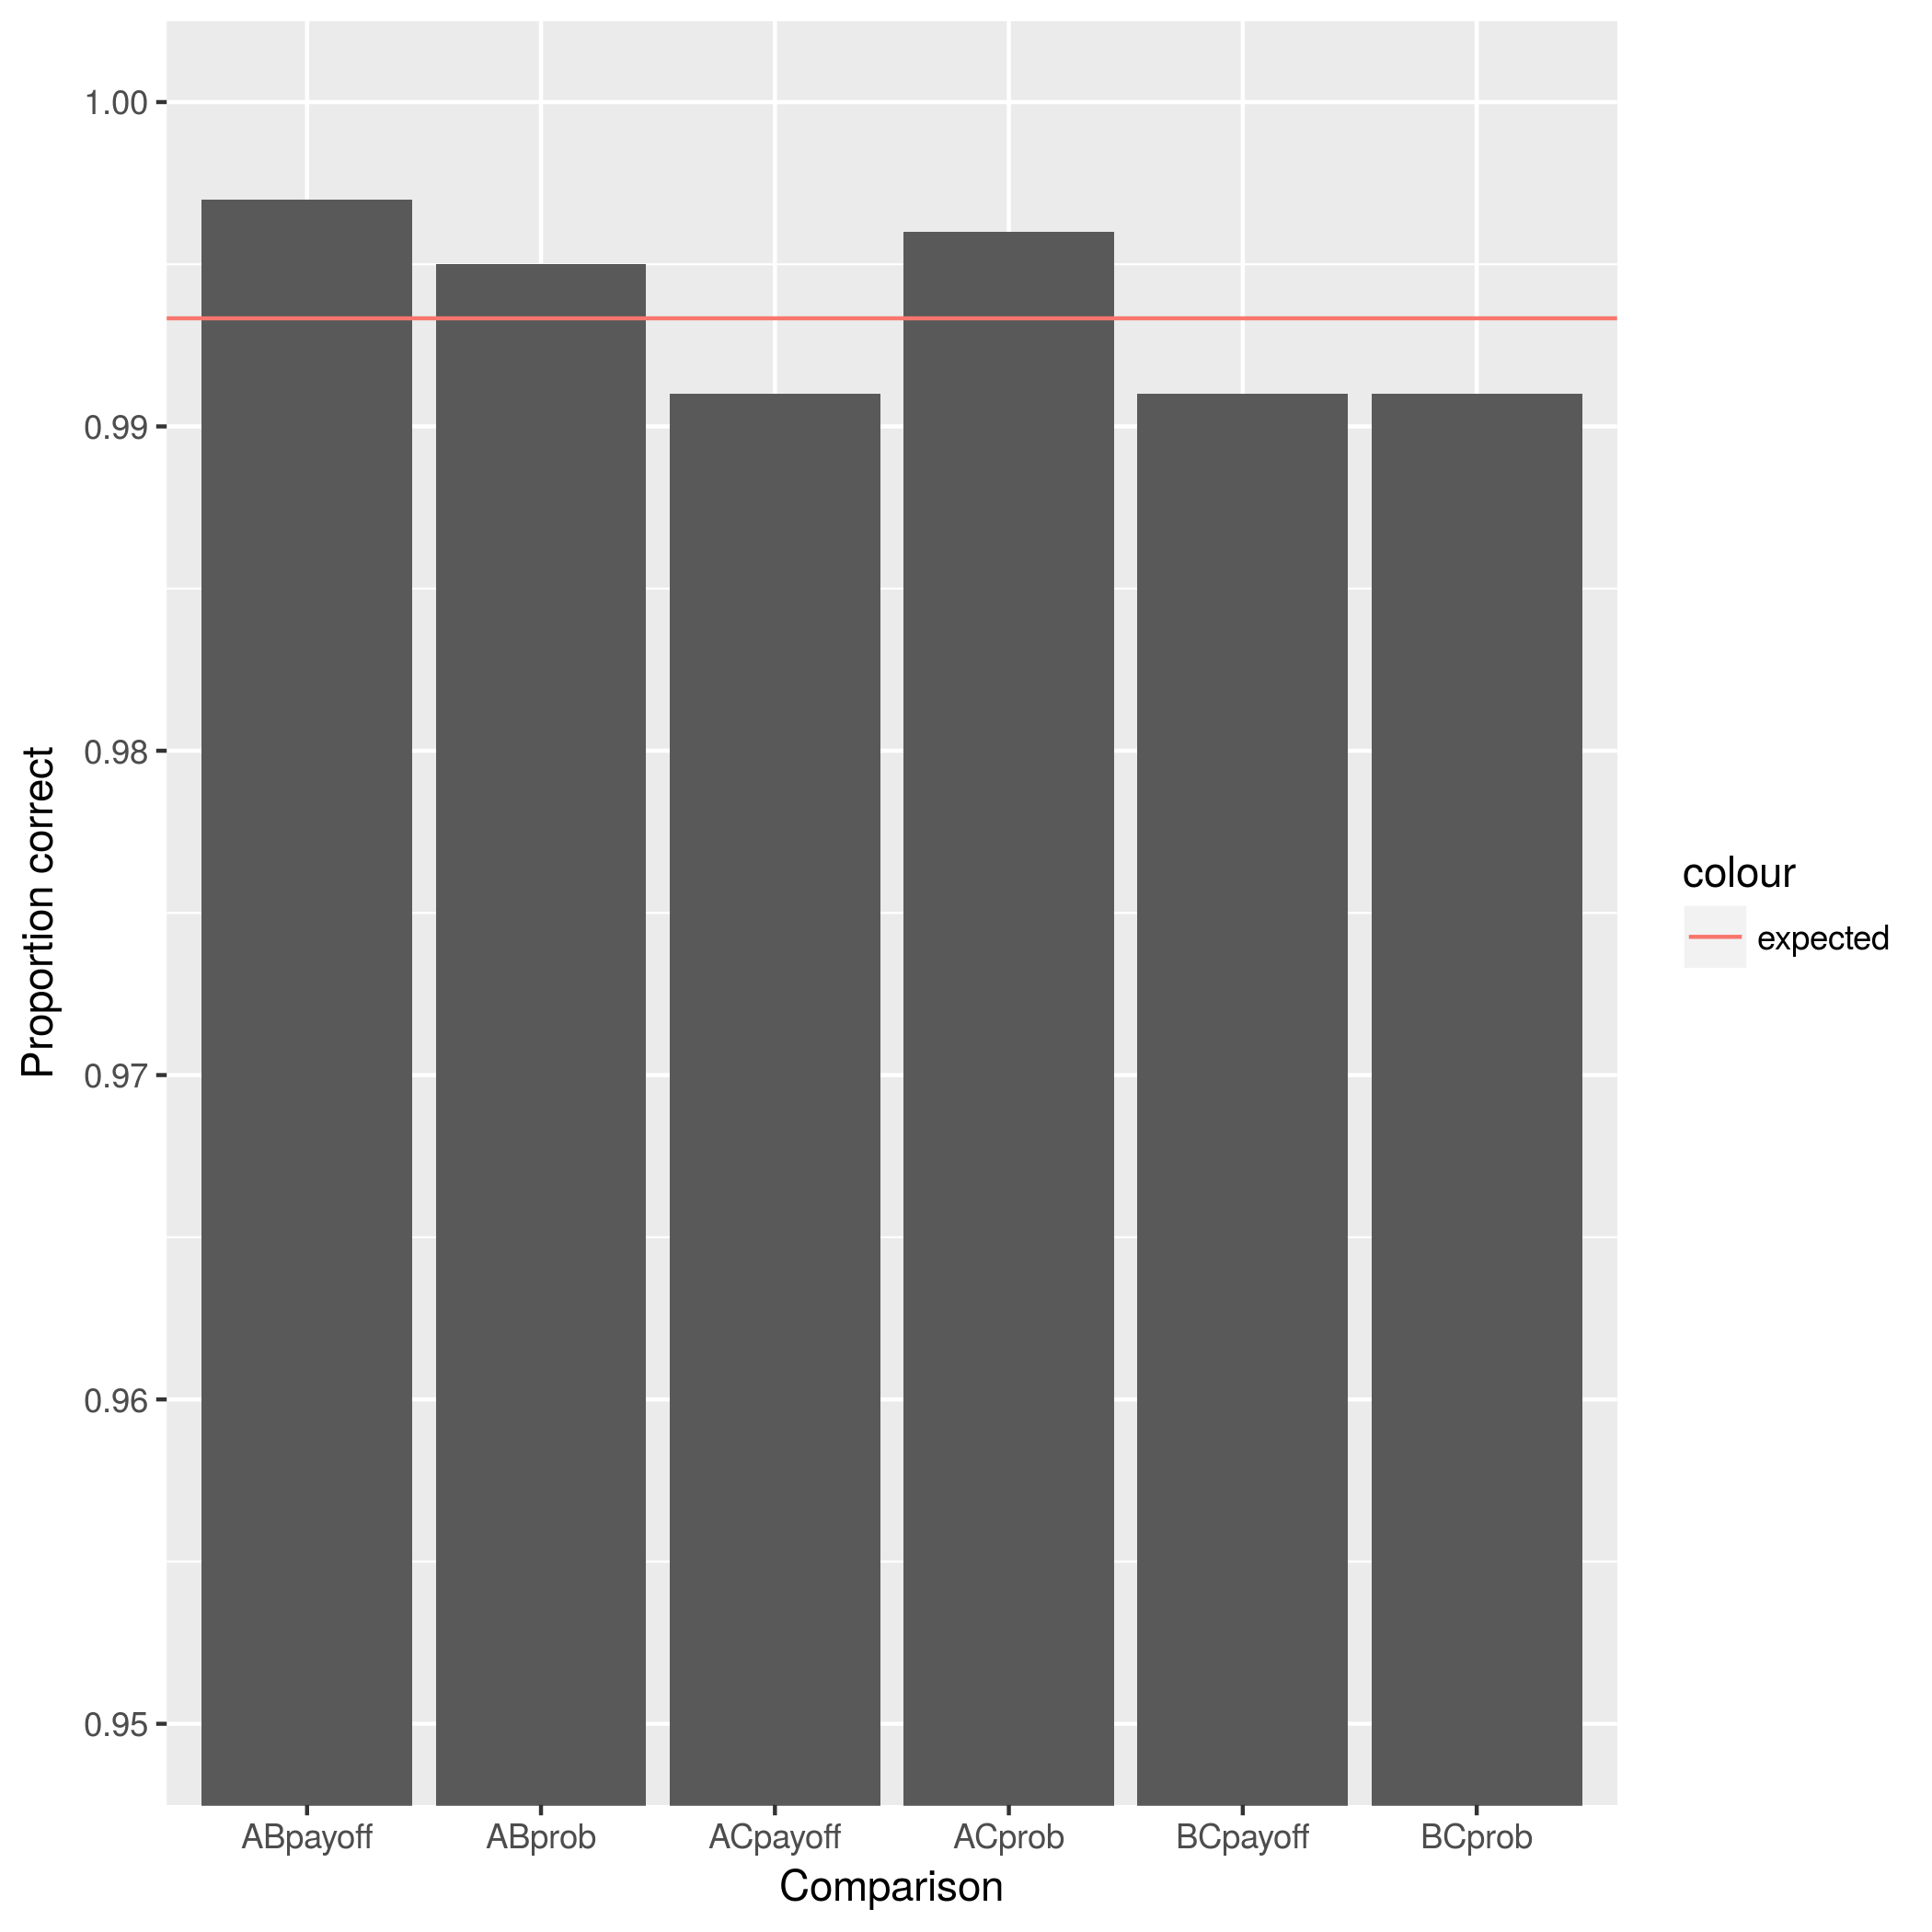 Proportion correct
1.00
0.99
0.98
0.97
0.96
0.95
ABpayoff ABprob ACpayoff ACprob BCpayoff BCprob
Comparison
colour
expected